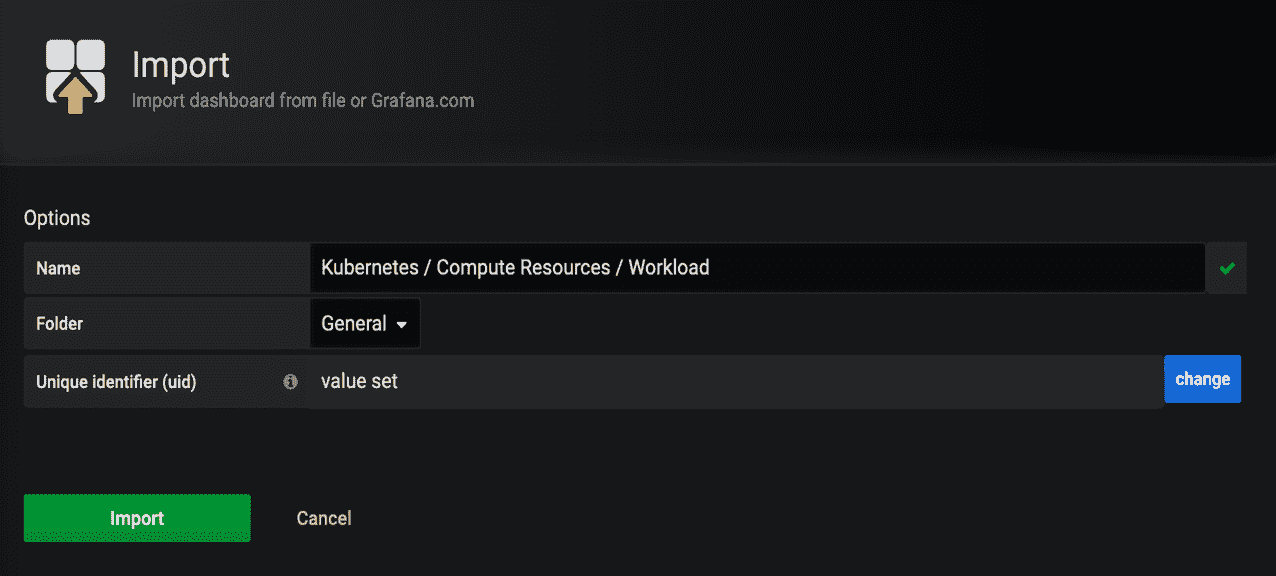 Import
Import dashboard from file or Grafana.com
Options
Name Kubernetes / Compute Resources / Workload
Folder General
Unique identifier (uid) value set change
Import Cancel